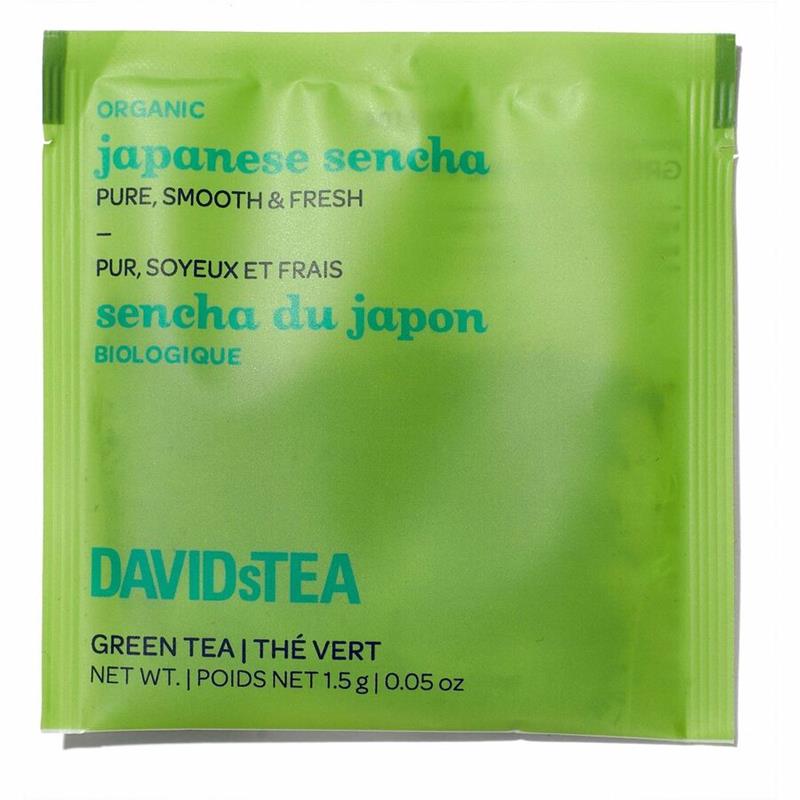 ORGANIC
japanese sencha
PURE, SMOOTH & FRESH
–
PUR, SOYEUX ET FRAIS
sencha du japon
BIOLOGIQUE
DAVIDsTEA
GREEN TEA | THÉ VERT
NET WT. | POIDS NET 1.5 g | 0.05 oz